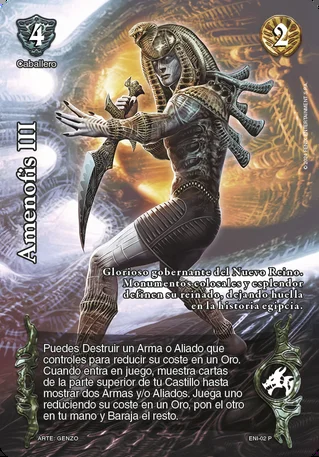 4
2
Caballero
Amenofis III
Glorioso gobernante del Nuevo Reino.
Monumentos colosales y esplendor
definen su reinado, dejando huella
en la historia egipcia.
Puedes Destruir un Arma o Aliado que
controles para reducir su coste en un Oro.
Cuando entra en juego, muestra cartas
de la parte superior de tu Castillo hasta
mostrar dos Armas y/o Aliados. Juega uno
reduciendo su coste en un Oro, pon el otro
en tu mano y Baraja el resto.
ARTE: GENZO
ENI-02 P